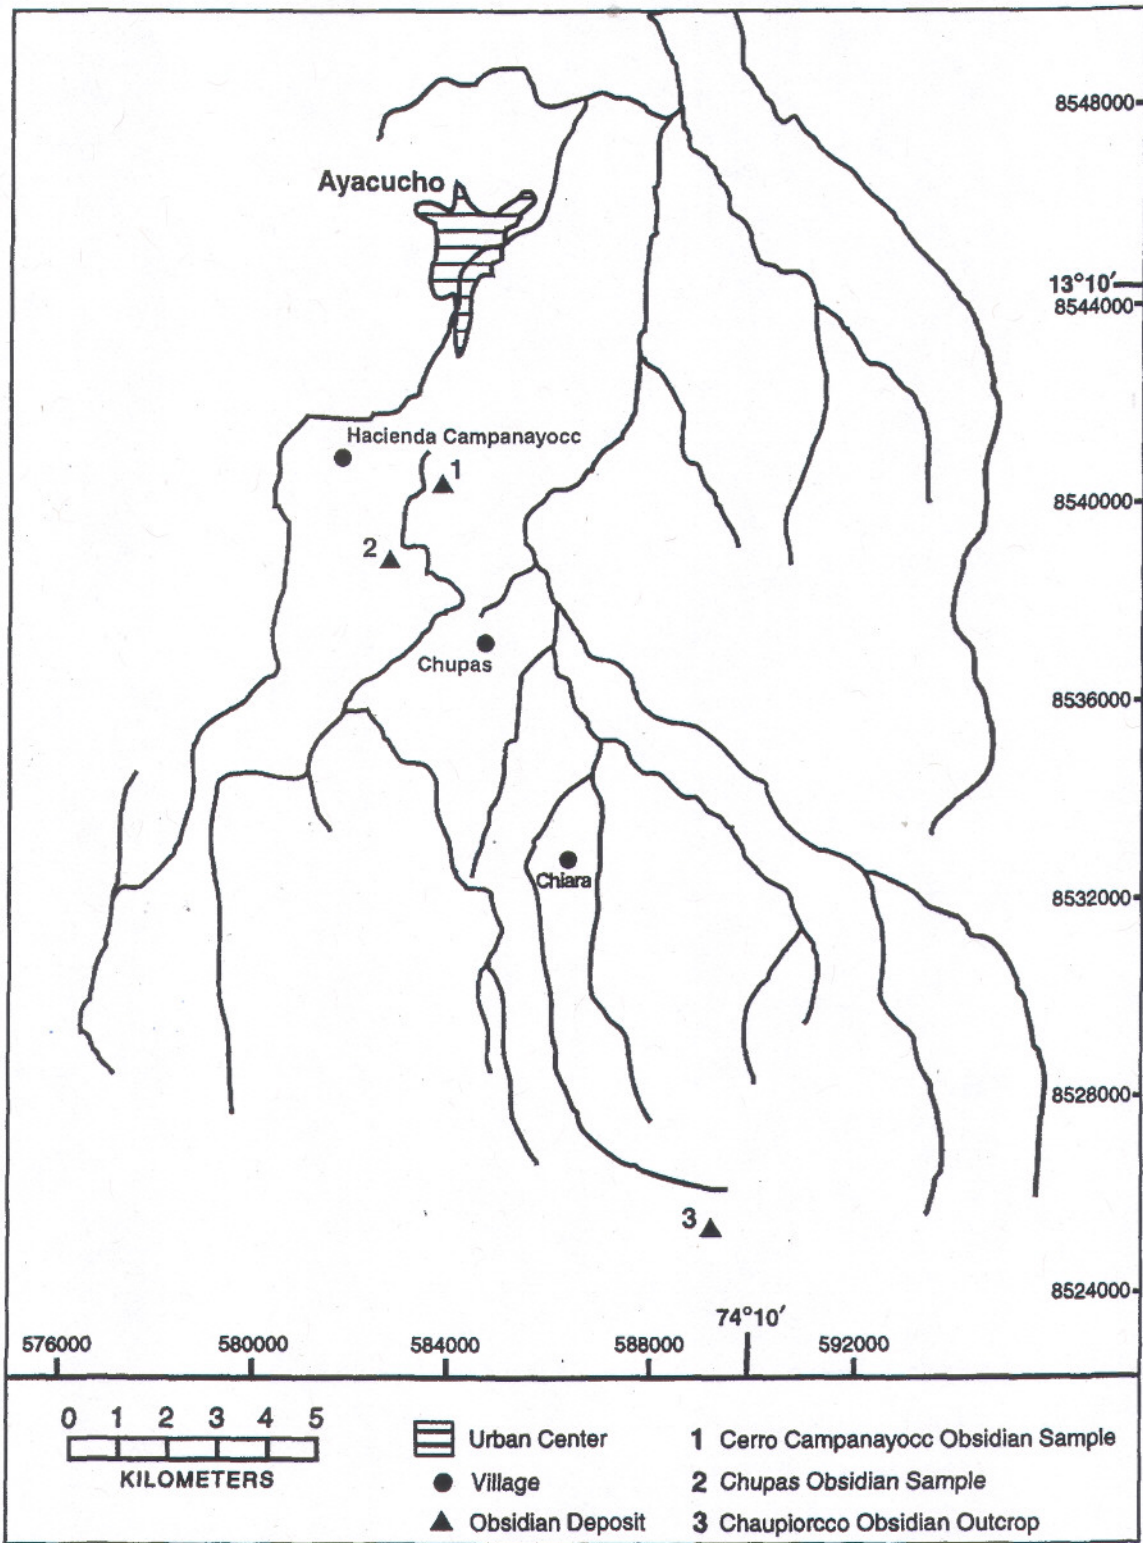 8548000
Ayacucho
13°10′
8544000
Hacienda Campanayocc
1
8540000
2
Chupas
8536000
Chiara
8532000
8528000
3
8524000
74°10′
576000 580000 584000 588000 592000
0 1 2 3 4 5
KILOMETERS
Urban Center
Village
Obsidian Deposit
1 Cerro Campanayocc Obsidian Sample
2 Chupas Obsidian Sample
3 Chaupiorcco Obsidian Outcrop